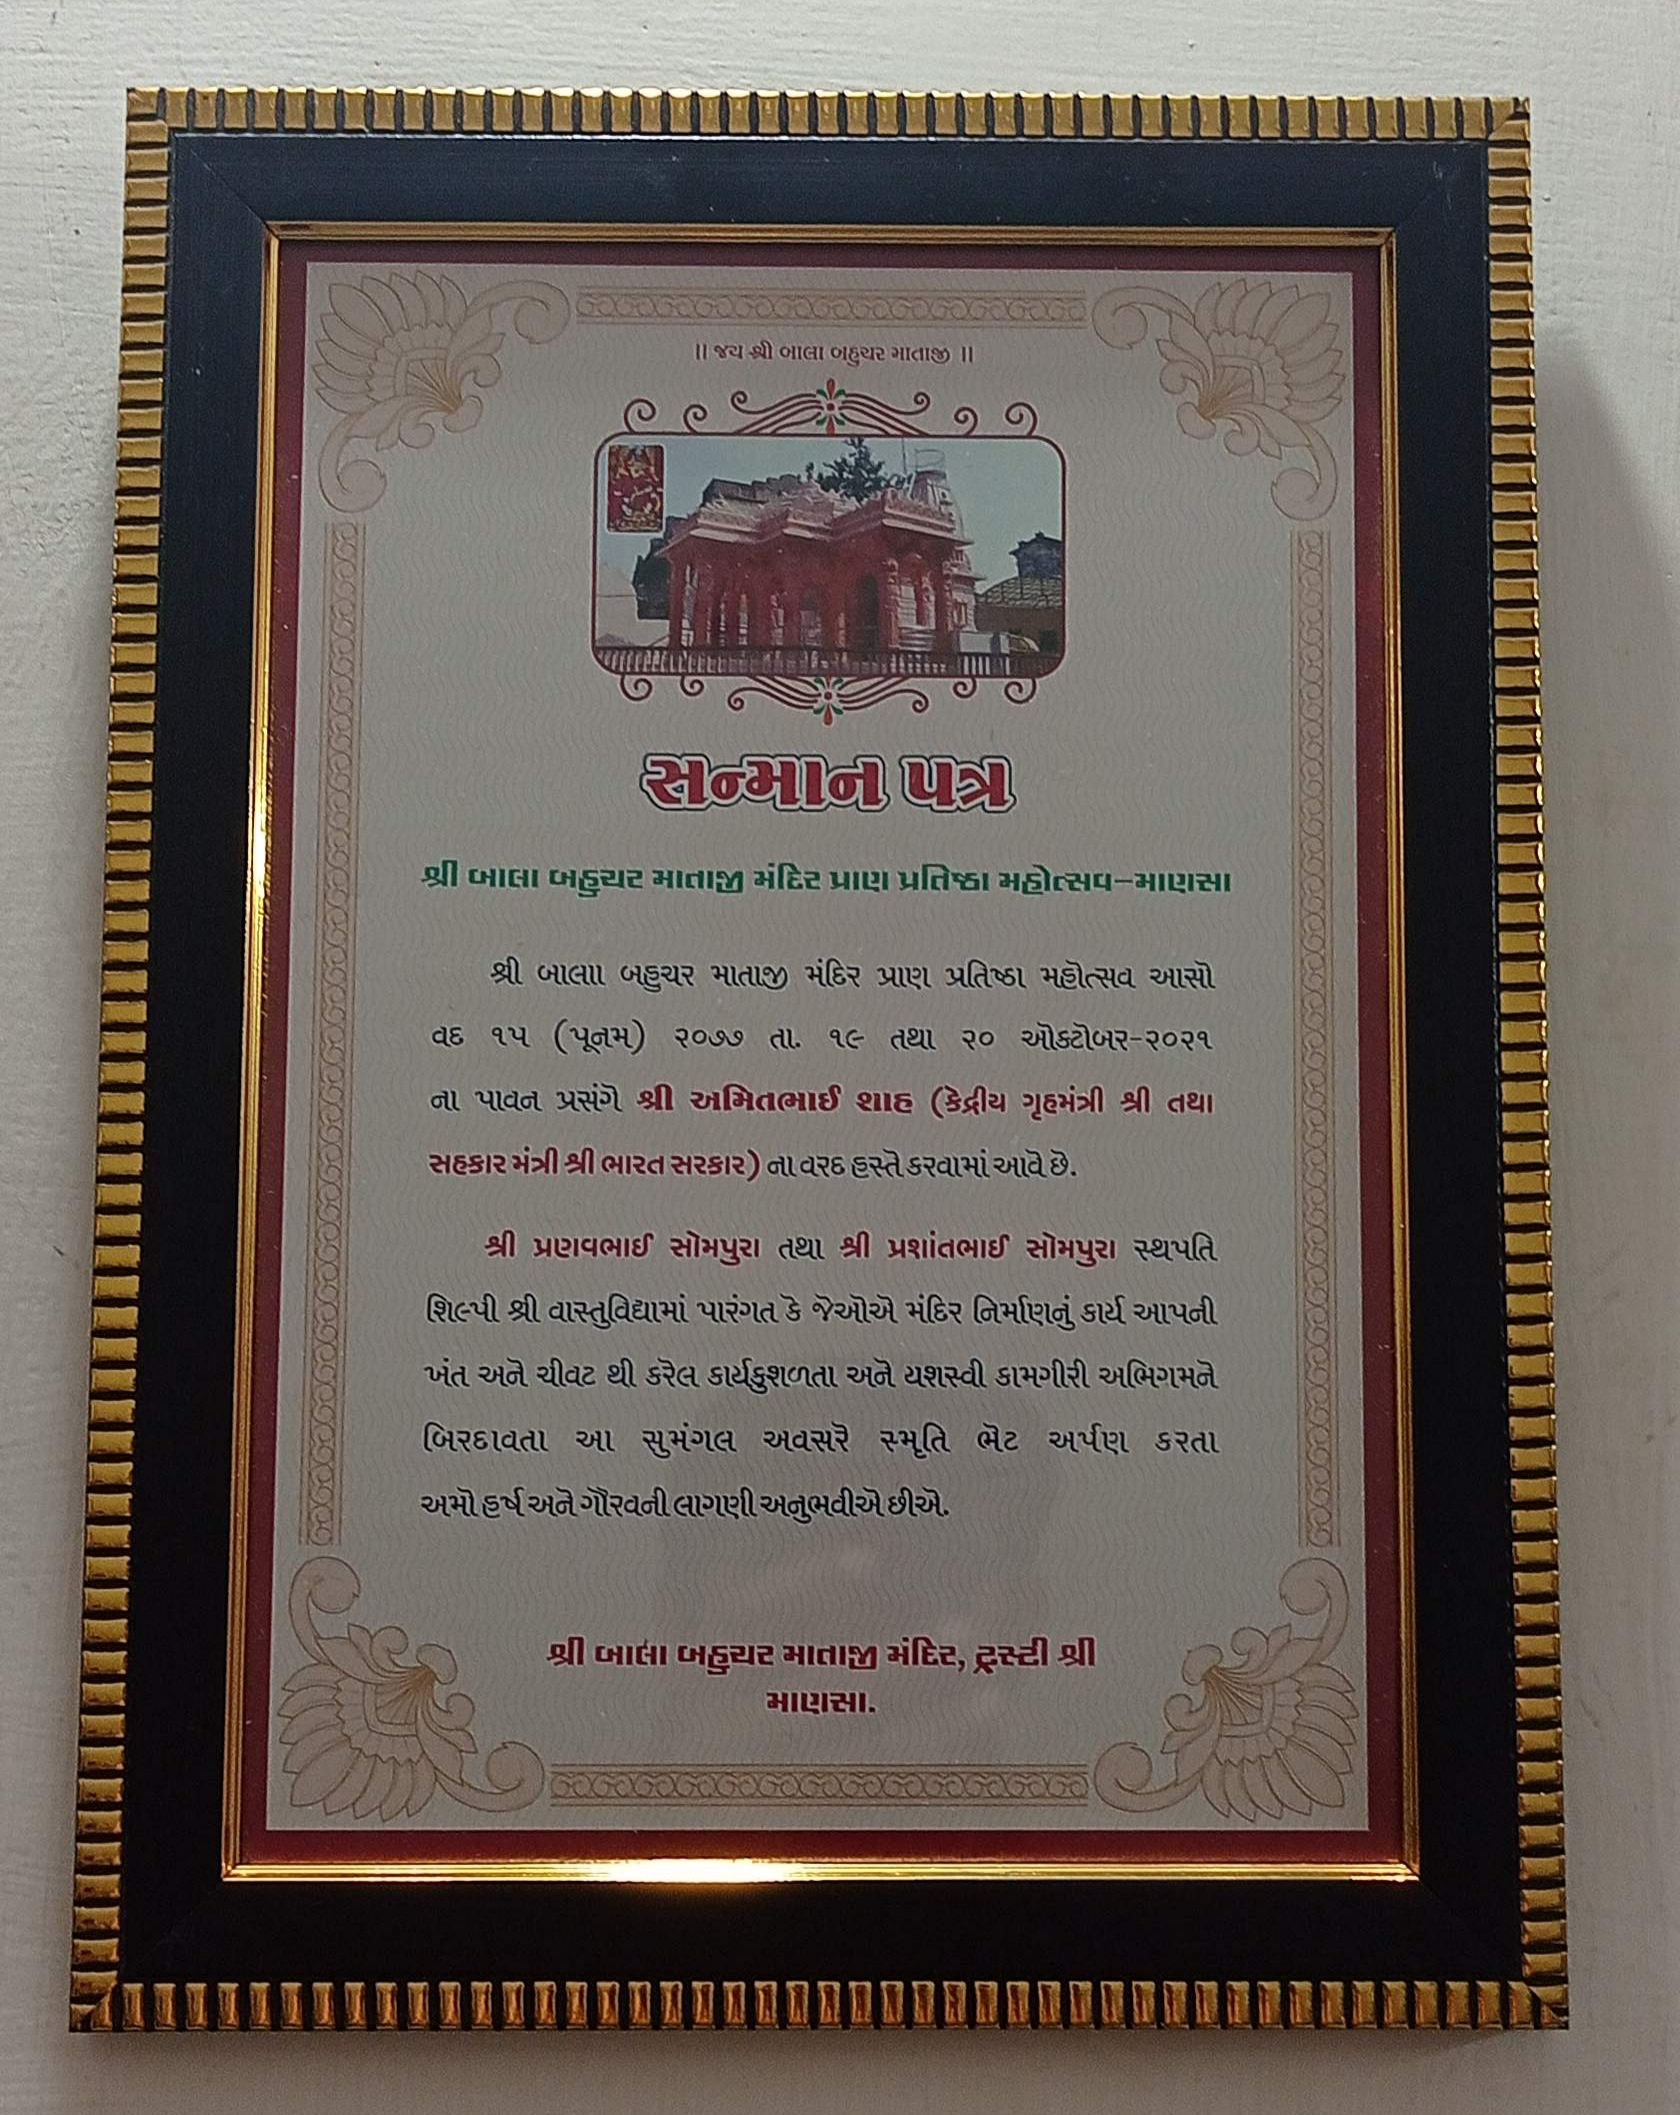 ॥ જય શ્રી બાલા બહુચર માતાજી ॥
સન્માન પત્ર
શ્રી બાલા બહુચર માતાજી મંદિર પ્રાણ પ્રતિષ્ઠા મહોત્સવ-માણસા
શ્રી બાલાા બહુચર માતાજી મંદિર પ્રાણ પ્રતિષ્ઠા મહોત્સવ આસો
વદ ૧૫ (પૂનમ) ૨૦૭૭ તા. ૧૯ તથા ૨૦ ઓક્ટોબર-૨૦૨૧
ના પાવન પ્રસંગે શ્રી અમિતભાઈ શાહ (કેદ્રીય ગૃહમંત્રી શ્રી તથા
સહકાર મંત્રી શ્રી ભારત સરકાર) ના વરદ હસ્તે કરવામાં આવે છે.
શ્રી પ્રણવભાઈ સોમપુરા તથા શ્રી પ્રશાંતભાઈ સોમપુરા સ્થપતિ
શિલ્પી શ્રી વાસ્તુવિદ્યામાં પારંગત કે જેઓએ મંદિર નિર્માણનું કાર્ય આપની
ખંત અને ચીવટ થી કરેલ કાર્યકુશળતા અને યશસ્વી કામગીરી અભિગમને
બિરદાવતા આ સુમંગલ અવસરે સ્મૃતિ ભેટ અર્પણ કરતા
અમો હર્ષ અને ગૌરવની લાગણી અનુભવીએ છીએ.
શ્રી બાલા બહુચર માતાજી મંદિર, ટ્રસ્ટી શ્રી
માણસા.